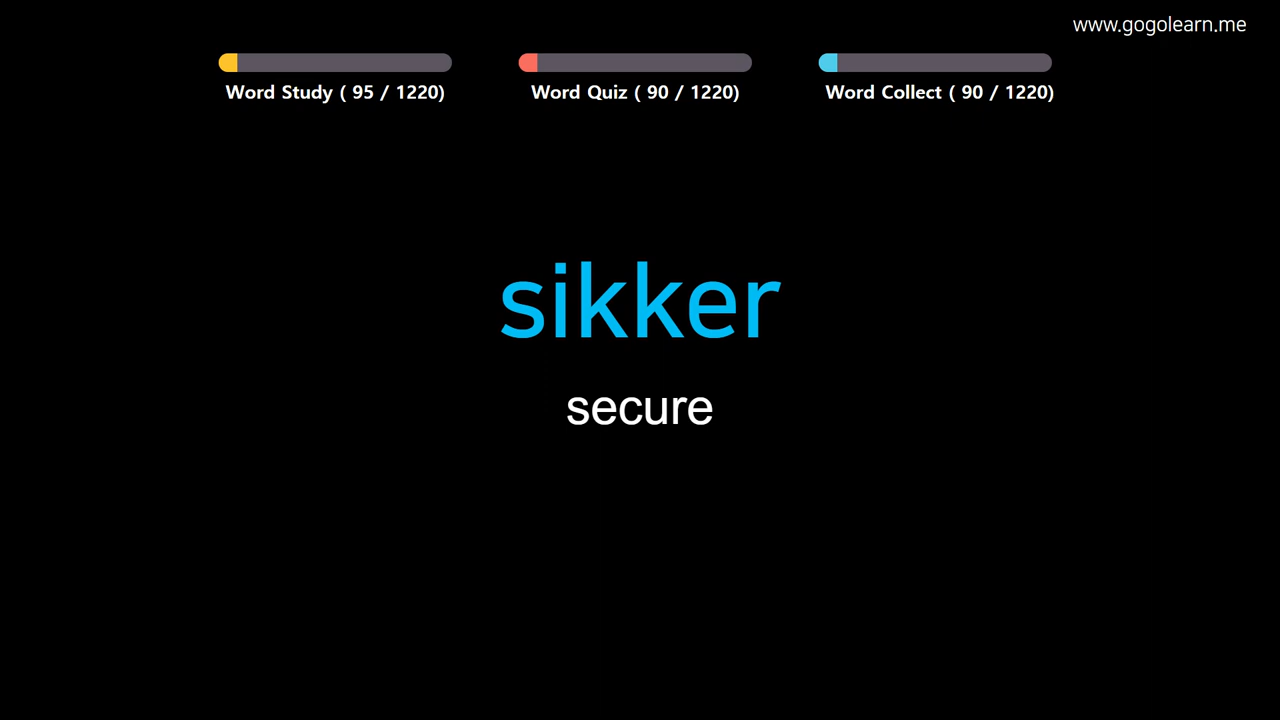 www.gogolearn.me
Word Study ( 95 / 1220)
Word Quiz ( 90 / 1220)
Word Collect ( 90 / 1220)
sikker
secure